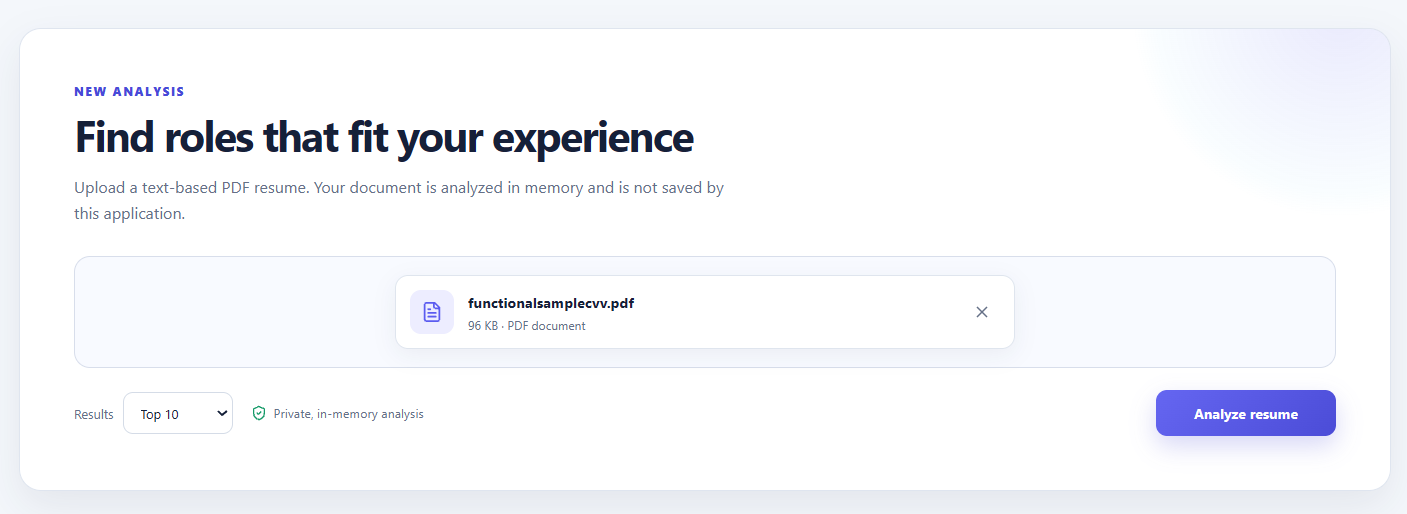 NEW ANALYSIS
Find roles that fit your experience
Upload a text-based PDF resume. Your document is analyzed in memory and is not saved by
this application.
functionalsamplecvv.pdf
96 KB · PDF document
Results
Top 10
Private, in-memory analysis
Analyze resume